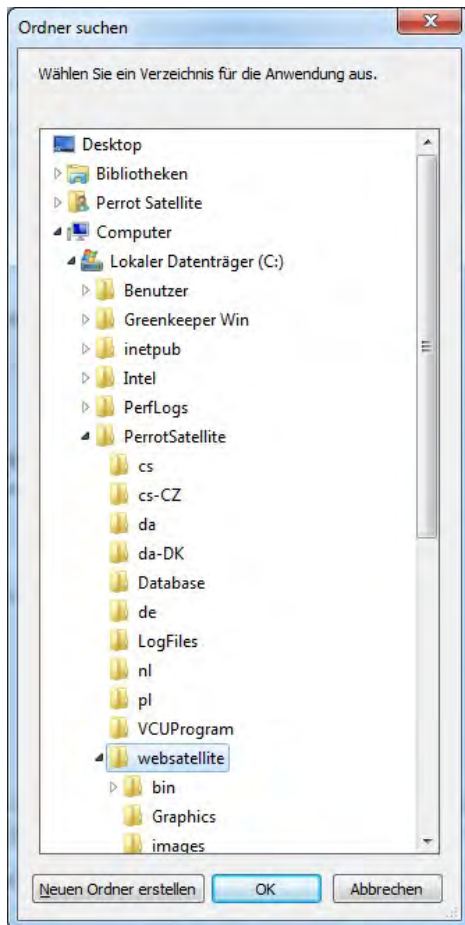 Ordner suchen
Wählen Sie ein Verzeichnis für die Anwendung aus.
Desktop
Bibliotheken
Perrot Satellite
Computer
Lokaler Datenträger (C:)
Benutzer
Greenkeeper Win
inetpub
Intel
PerfLogs
PerrotSatellite
cs
cs-CZ
da
da-DK
Database
de
LogFiles
nl
pl
VCUProgram
websatellite
bin
Graphics
images
Neuen Ordner erstellen OK Abbrechen